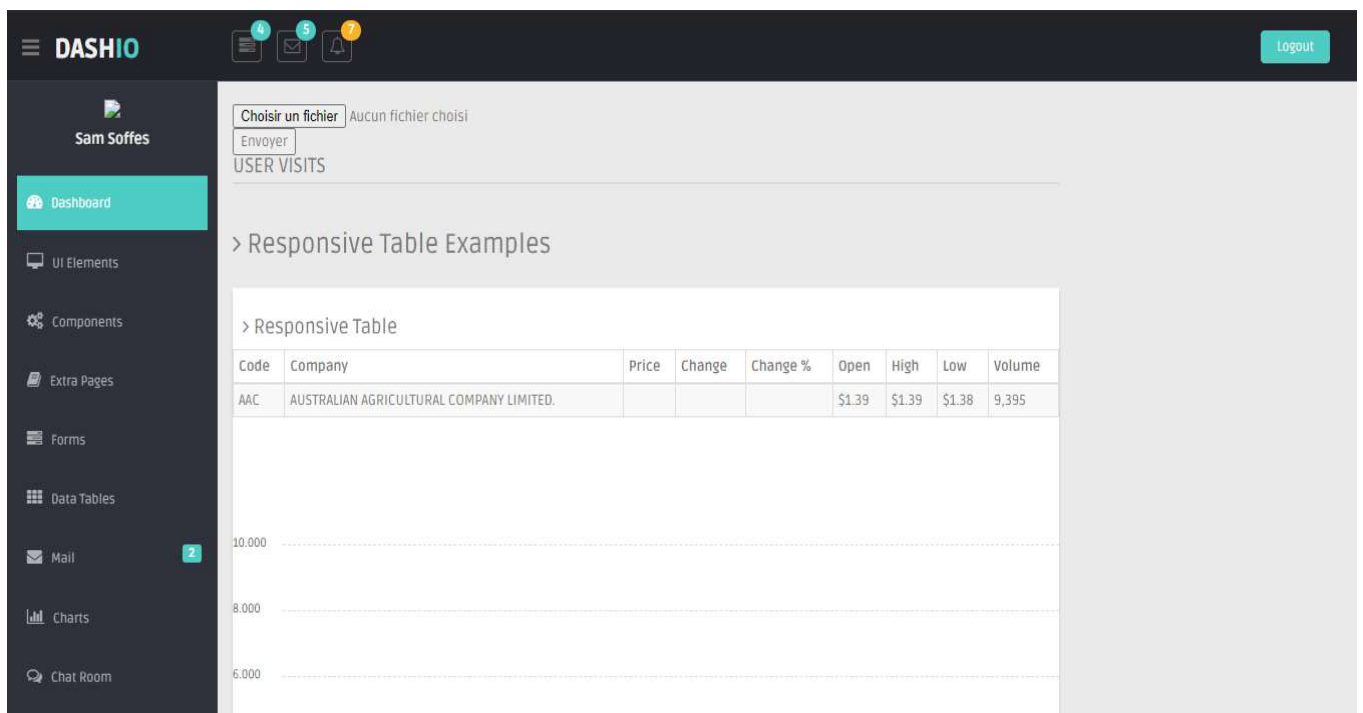 DASHIO
4
5
7
Logout
Sam Soffes
Dashboard
UI Elements
Components
Extra Pages
Forms
Data Tables
Mail 2
Charts
Chat Room
Choisir un fichier Aucun fichier choisi
Envoyer
USER VISITS
> Responsive Table Examples
> Responsive Table
Code Company Price Change Change % Open High Low Volume
AAC AUSTRALIAN AGRICULTURAL COMPANY LIMITED. $1.39 $1.39 $1.38 9,395
10.000
8.000
6.000